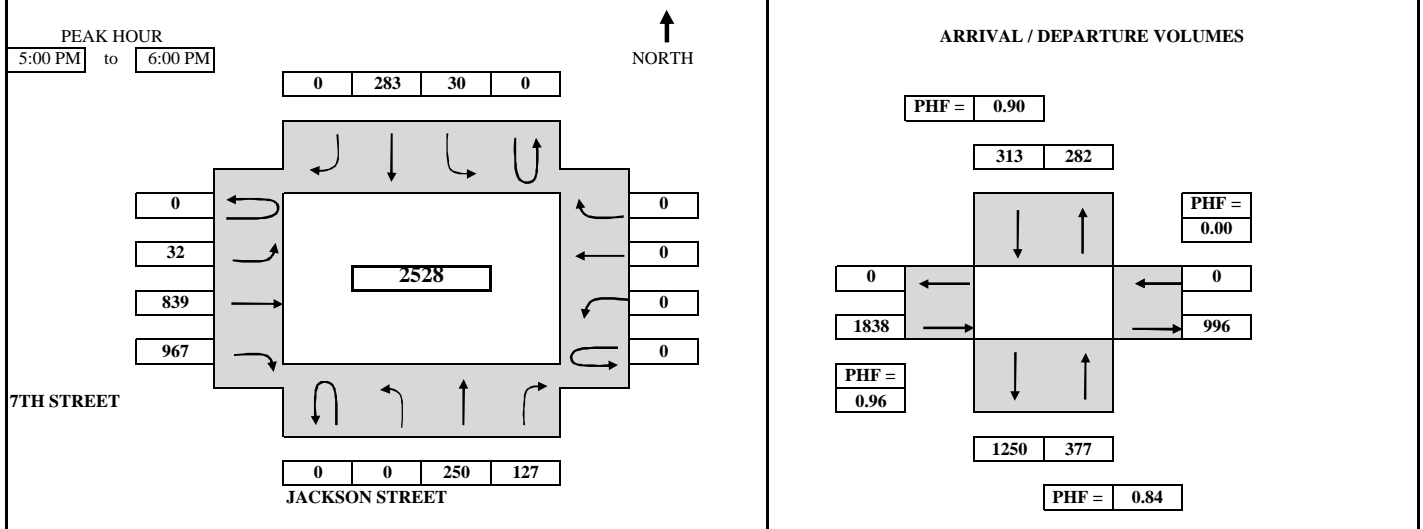 PEAK HOUR
5:00 PM to 6:00 PM
NORTH
0 283 30 0
0 0
32 0
2528
839 0
967 0
7TH STREET
0 0 250 127
JACKSON STREET
ARRIVAL / DEPARTURE VOLUMES
PHF = 0.90
313 282
PHF =
0.00
0 0
1838 996
PHF =
0.96
1250 377
PHF = 0.84